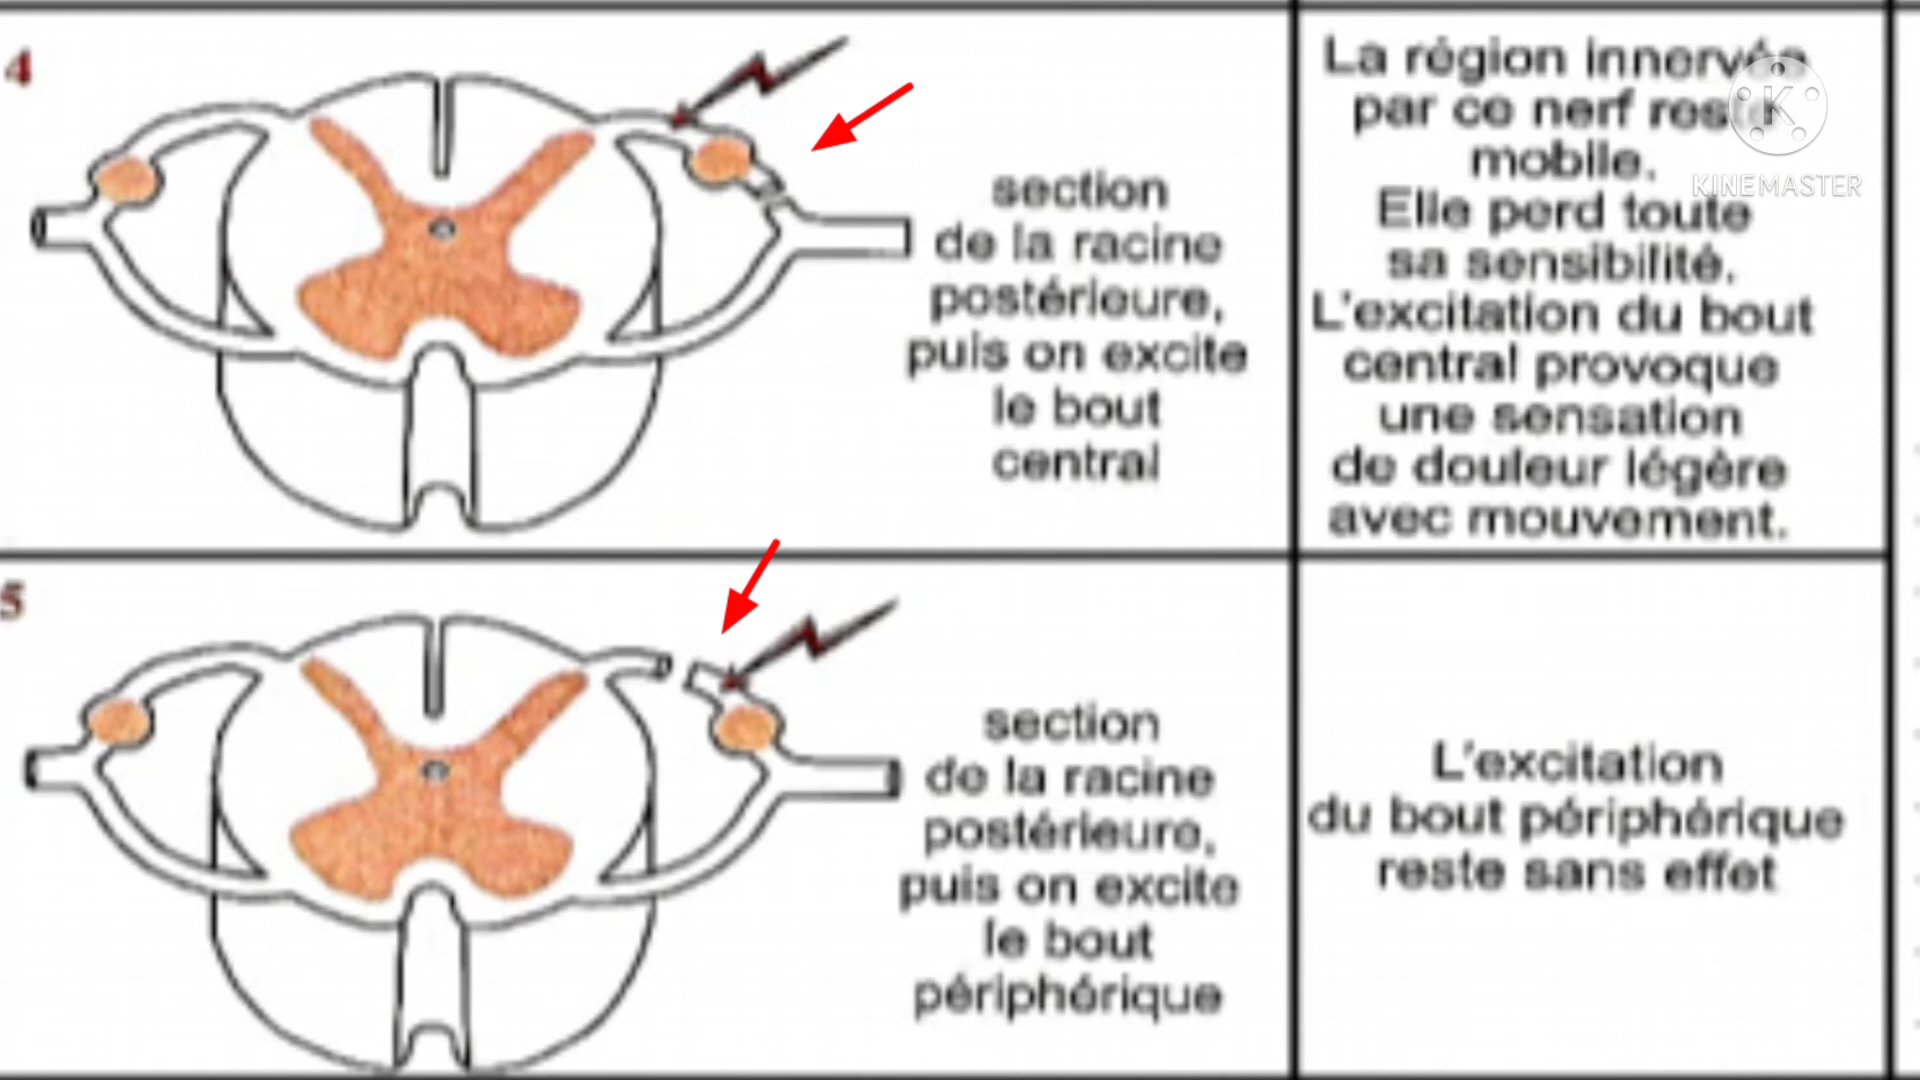 4
section
de la racine
postérieure,
puis on excite
le bout
central
La région innervée
par ce nerf reste
mobile.
Elle perd toute
sa sensibilité.
L'excitation du bout
central provoque
une sensation
de douleur légère
avec mouvement.
K
KINEMASTER
5
section
de la racine
postérieure,
puis on excite
le bout
périphérique
L'excitation
du bout périphérique
reste sans effet